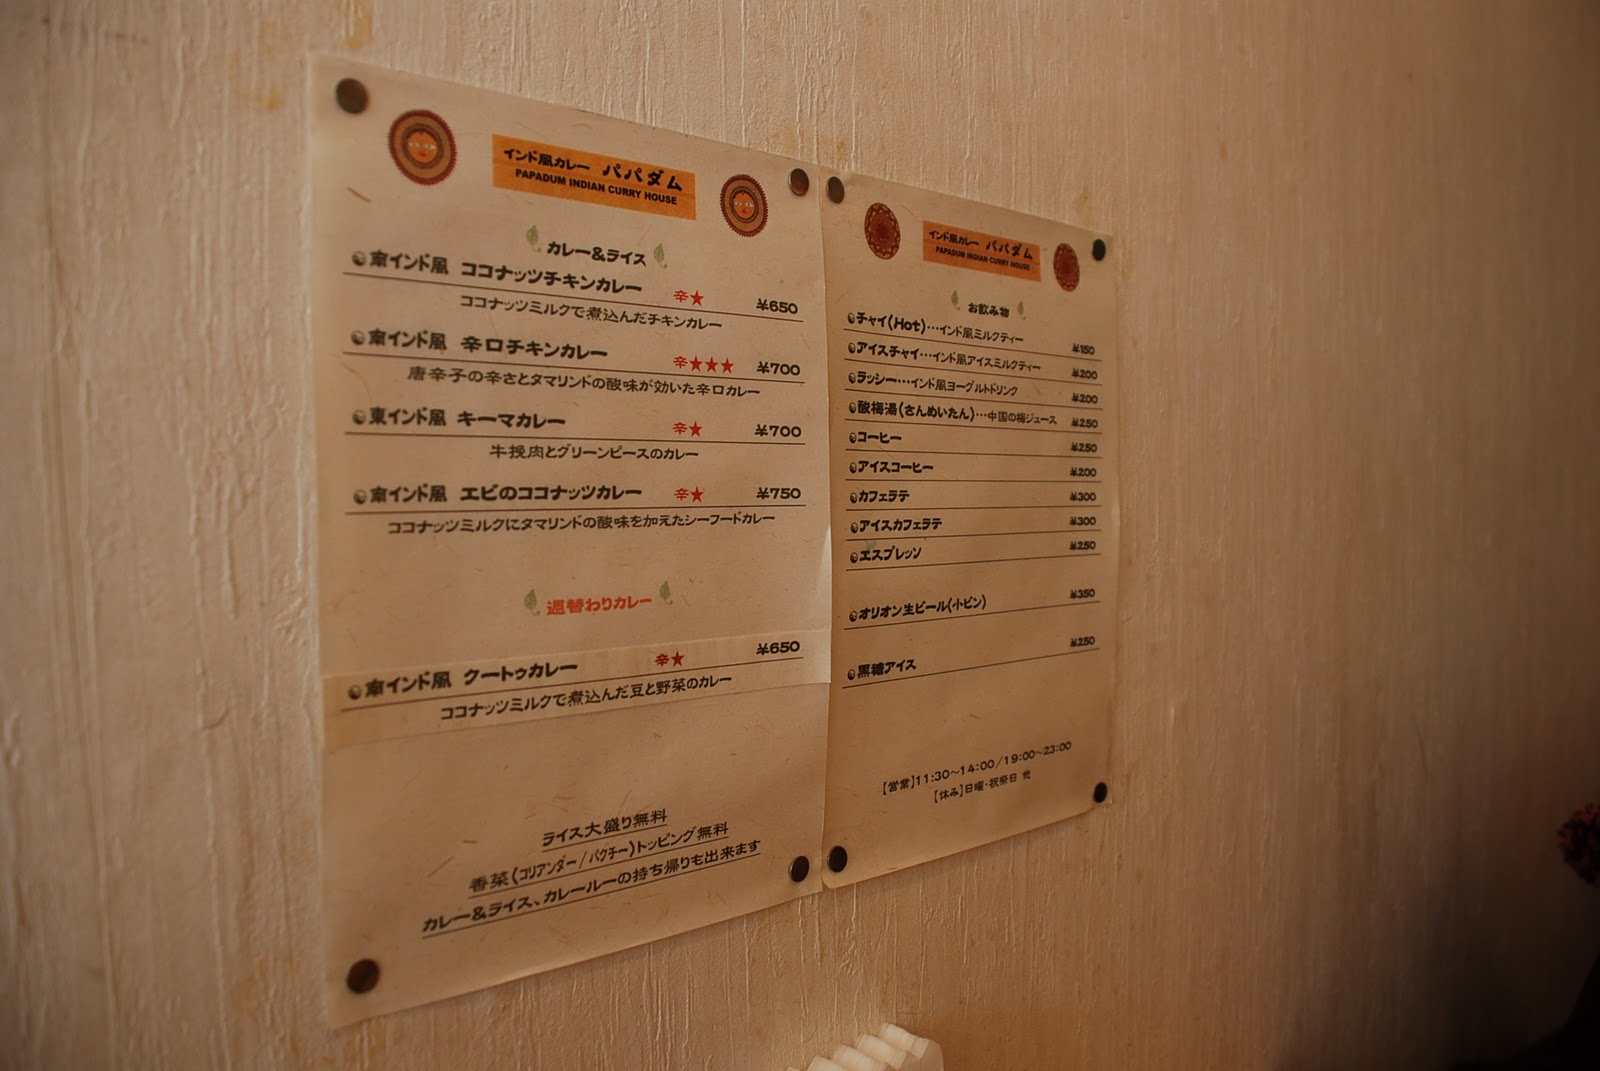 インド風カレー パパダム
PAPADUM INDIAN CURRY HOUSE
カレー&ライス
南インド風 ココナッツチキンカレー 辛★ ¥650
ココナッツミルクで煮込んだチキンカレー
南インド風 辛口チキンカレー 辛★★★ ¥700
唐辛子の辛さとタマリンドの酸味が効いた辛口カレー
東インド風 キーマカレー 辛★ ¥700
牛挽肉とグリーンピースのカレー
南インド風 エビのココナッツカレー 辛★ ¥750
ココナッツミルクにタマリンドの酸味を加えたシーフードカレー
週替わりカレー
南インド風 クートゥカレー 辛★ ¥650
ココナッツミルクで煮込んだ豆と野菜のカレー
ライス大盛り無料
香菜(コリアンダー/パクチー)トッピング無料
カレー&ライス、カレールーの持ち帰りも出来ます
インド風カレー パパダム
PAPADUM INDIAN CURRY HOUSE
お飲み物
チャイ(Hot)…インド風ミルクティー ¥150
アイスチャイ…インド風アイスミルクティー ¥200
ラッシー…インド風ヨーグルトドリンク ¥200
酸梅湯(さんめいたん)…中国の梅ジュース ¥250
コーヒー ¥250
アイスコーヒー ¥200
カフェラテ ¥300
アイスカフェラテ ¥300
エスプレッソ ¥250
オリオン生ビール(小ビン) ¥350
黒糖アイス ¥250
【営業】11:30~14:00/19:00~23:00
【休み】日曜・祝祭日 他